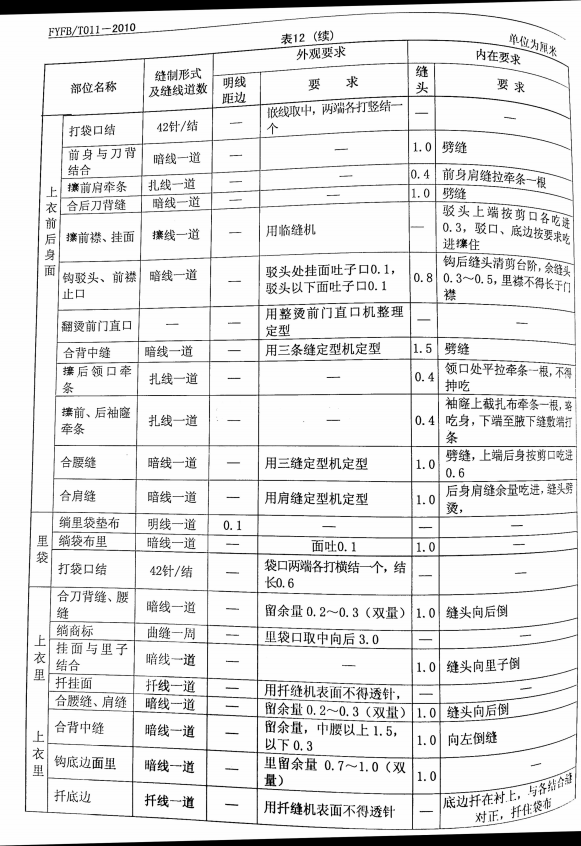 FYFB/T011－2010
表12（续）
单位为厘米
部位名称 缝制形式及缝线道数 外观要求 内在要求
明线距边 要 求 缝头 要 求
上衣前后身面
打袋口结 42针/结 — 嵌线取中，两端各打竖结一个 — —
前身与刀背结合 暗线一道 — — 1.0 劈缝
攥前肩牵条 扎线一道 — — 0.4 前身肩缝拉牵条一根
合后刀背缝 暗线一道 — — 1.0 劈缝
攥前襟、挂面 攥线一道 — 用临缝机 — 驳头上端按剪口各吃进0.3，驳口、底边按要求吃进攥住
钩驳头、前襟止口 暗线一道 — 驳头处挂面吐子口0.1，驳头以下面吐子口0.1 0.8 钩后缝头清剪台阶，余缝头0.3～0.5，里襟不得长于门襟
翻烫前门直口 — — 用整烫前门直口机整理定型 — —
合背中缝 暗线一道 — 用三条缝定型机定型 1.5 劈缝
攥后领口牵条 扎线一道 — — 0.4 领口处平拉牵条一根，不得抻吃
攥前、后袖窿牵条 扎线一道 — — 0.4 袖窿上截扎布牵条一根，略吃身，下端至腋下缝敷端打条
合腰缝 暗线一道 — 用三缝定型机定型 1.0 劈缝，上端后身按剪口吃进0.6
合肩缝 暗线一道 — 用肩缝定型机定型 1.0 后身肩缝余量吃进，缝头劈烫，
里袋
绱里袋垫布 明线一道 0.1 — — —
绱袋布里 暗线一道 — 面吐0.1 1.0 —
打袋口结 42针/结 — 袋口两端各打横结一个，结长0.6 — —
上衣里
合刀背缝、腰缝 暗线一道 — 留余量 0.2～0.3（双量） 1.0 缝头向后倒
绱商标 曲缝一周 — 里袋口取中向后 3.0 — —
挂面与里子结合 暗线一道 — — 1.0 缝头向里子倒
扦挂面 扦线一道 — 用扦缝机表面不得透针， — —
上衣里
合腰缝、肩缝 暗线一道 — 留余量 0.2～0.3（双量） 1.0 缝头向后倒
合背中缝 暗线一道 — 留余量，中腰以上 1.5，以下 0.3 1.0 向左倒缝
钩底边面里 暗线一道 — 里留余量 0.7～1.0（双量） 1.0 —
扦底边 扦线一道 — 用扦缝机表面不得透针 — 底边扦在衬上，与各结合缝对正，扦住袋布